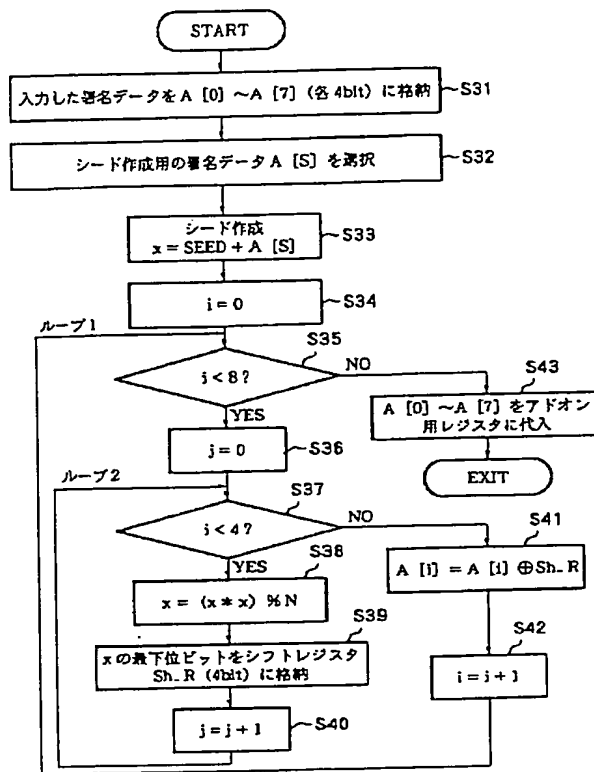 START
入力した署名データをA [0] ～A [7] (各4bit) に格納
S31
シード作成用の署名データA [S] を選択
S32
シード作成
x = SEED + A [S]
S33
i = 0
S34
ループ1
S35
i < 8?
NO
YES
S43
A [0] ～A [7] をアドオン
用レジスタに代入
EXIT
j = 0
S36
ループ2
S37
j < 4?
NO
YES
S38
x = (x * x) % N
S41
A [i] = A [i] ⊕Sh_R
S39
xの最下位ビットをシフトレジスタ
Sh_R (4bit) に格納
S42
i = i + 1
j = j + 1
S40